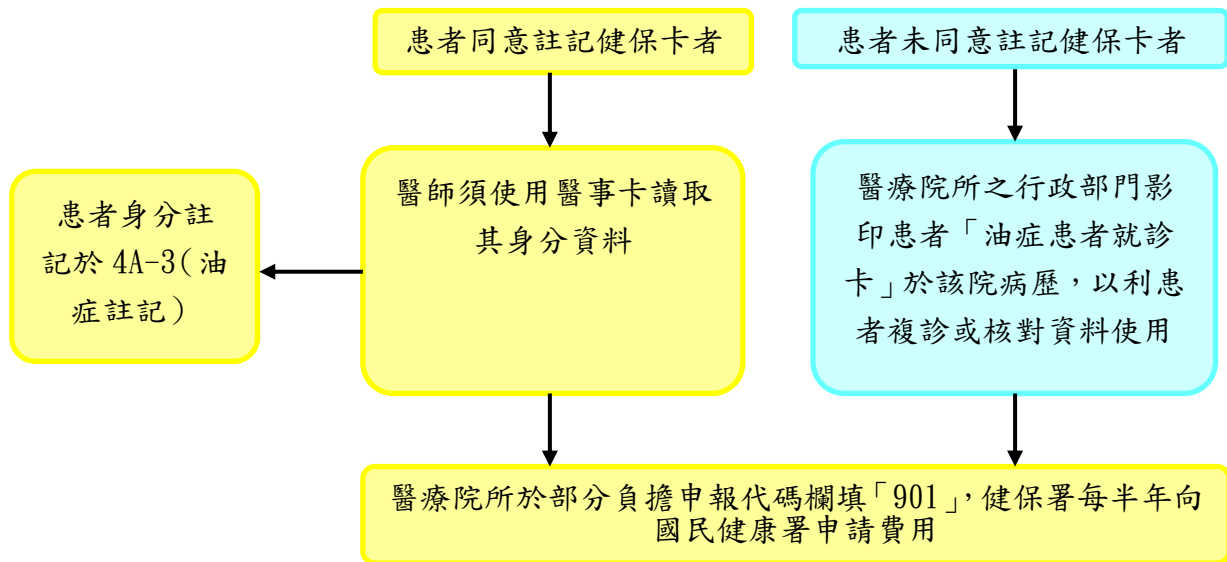 患者同意註記健保卡者
患者未同意註記健保卡者
患者身分註
記於 4A-3(油
症註記)
醫師須使用醫事卡讀取
其身分資料
醫療院所之行政部門影
印患者「油症患者就診
卡」於該院病歷，以利患
者複診或核對資料使用
醫療院所於部分負擔申報代碼欄填「901」，健保署每半年向
國民健康署申請費用